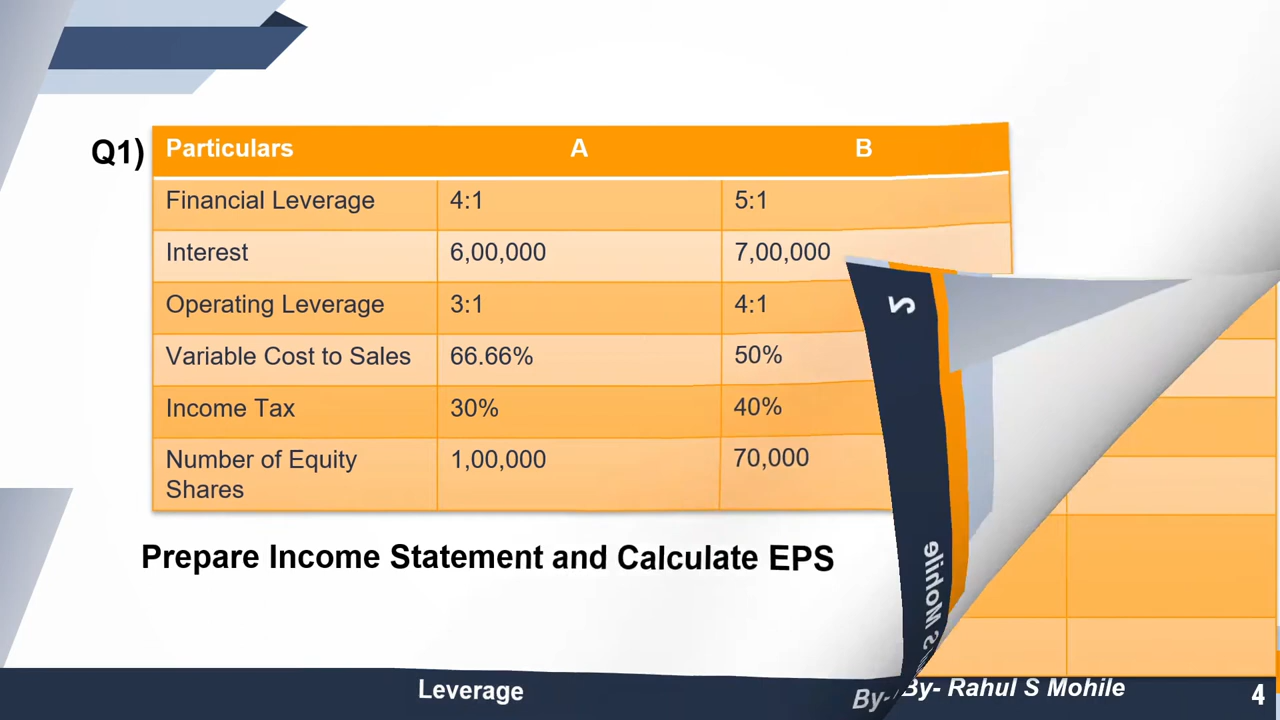 Q1)
Particulars A B
Financial Leverage 4:1 5:1
Interest 6,00,000 7,00,000
Operating Leverage 3:1 4:1
Variable Cost to Sales 66.66% 50%
Income Tax 30% 40%
Number of Equity 1,00,000 70,000
Shares
Prepare Income Statement and Calculate EPS
2
S Mohile
Leverage By- By- Rahul S Mohile 4